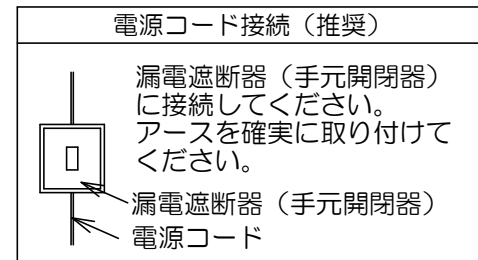 電源コード接続（推奨）
漏電遮断器（手元開閉器）
に接続してください。
アースを確実に取り付けて
ください。
漏電遮断器（手元開閉器）
電源コード